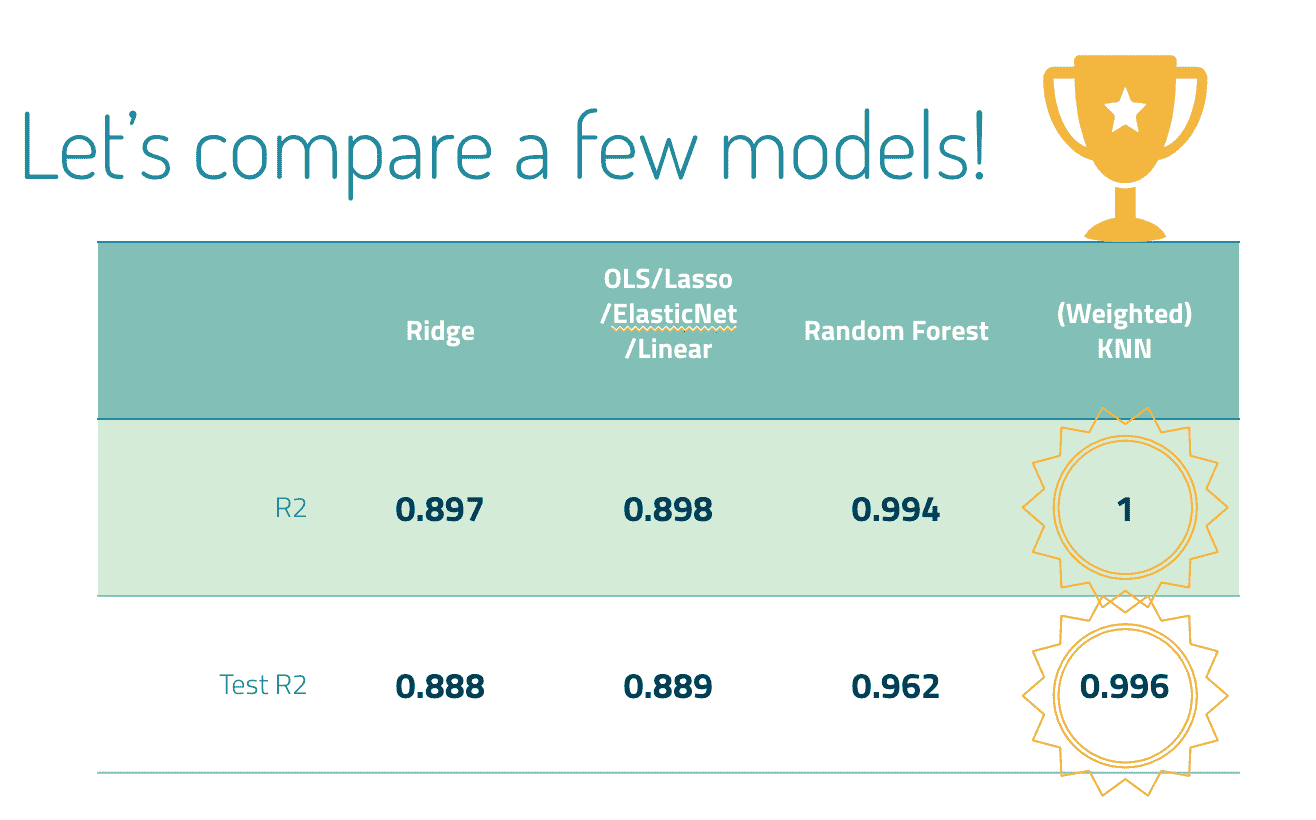 Let's compare a few models!
Ridge
OLS/Lasso
/ElasticNet
/Linear
Random Forest
(Weighted)
KNN
R2 0.897 0.898 0.994 1
Test R2 0.888 0.889 0.962 0.996